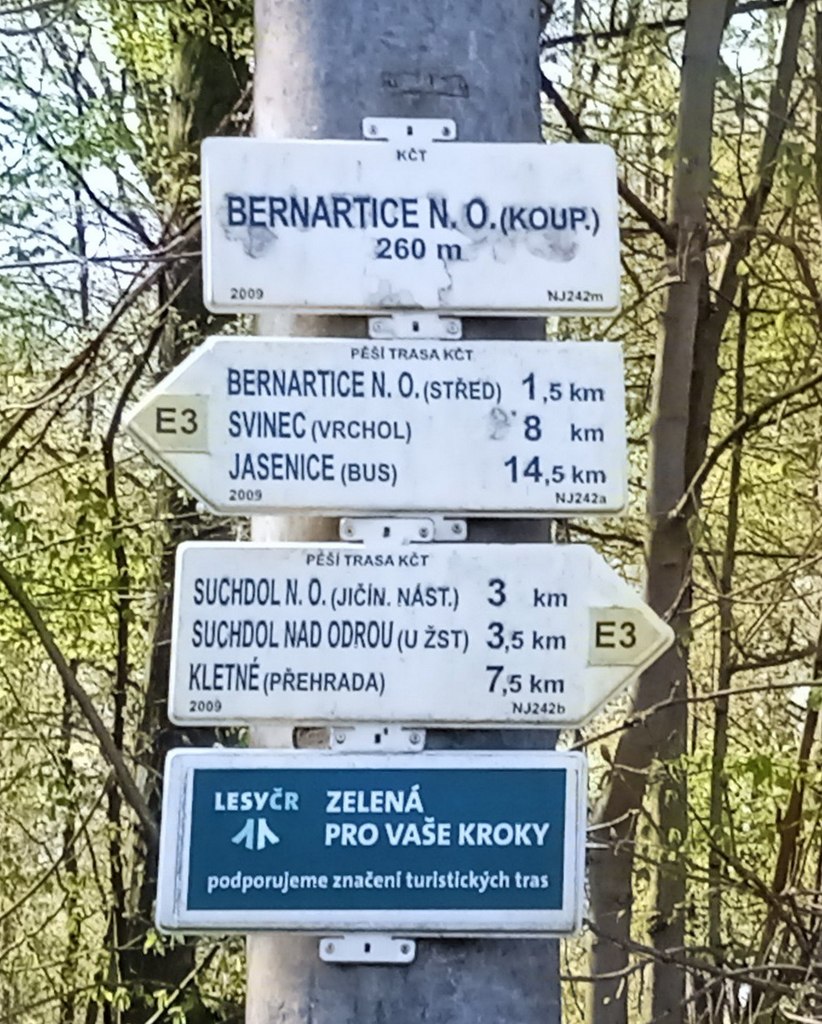 KČT
BERNARTICE N. O. (KOUP.)
260 m
2009 NJ242m
PĚŠÍ TRASA KČT
BERNARTICE N. O. (STŘED) 1,5 km
E3
SVINEC (VRCHOL) 8 km
JASENICE (BUS) 14,5 km
2009 NJ242a
PĚŠÍ TRASA KČT
SUCHDOL N. O. (JIČÍN. NÁST.) 3 km
SUCHDOL NAD ODROU (U ŽST) 3,5 km
E3
KLETNÉ (PŘEHRADA) 7,5 km
2009 NJ242b
LESY ČR ZELENÁ
PRO VAŠE KROKY
podporujeme značení turistických tras